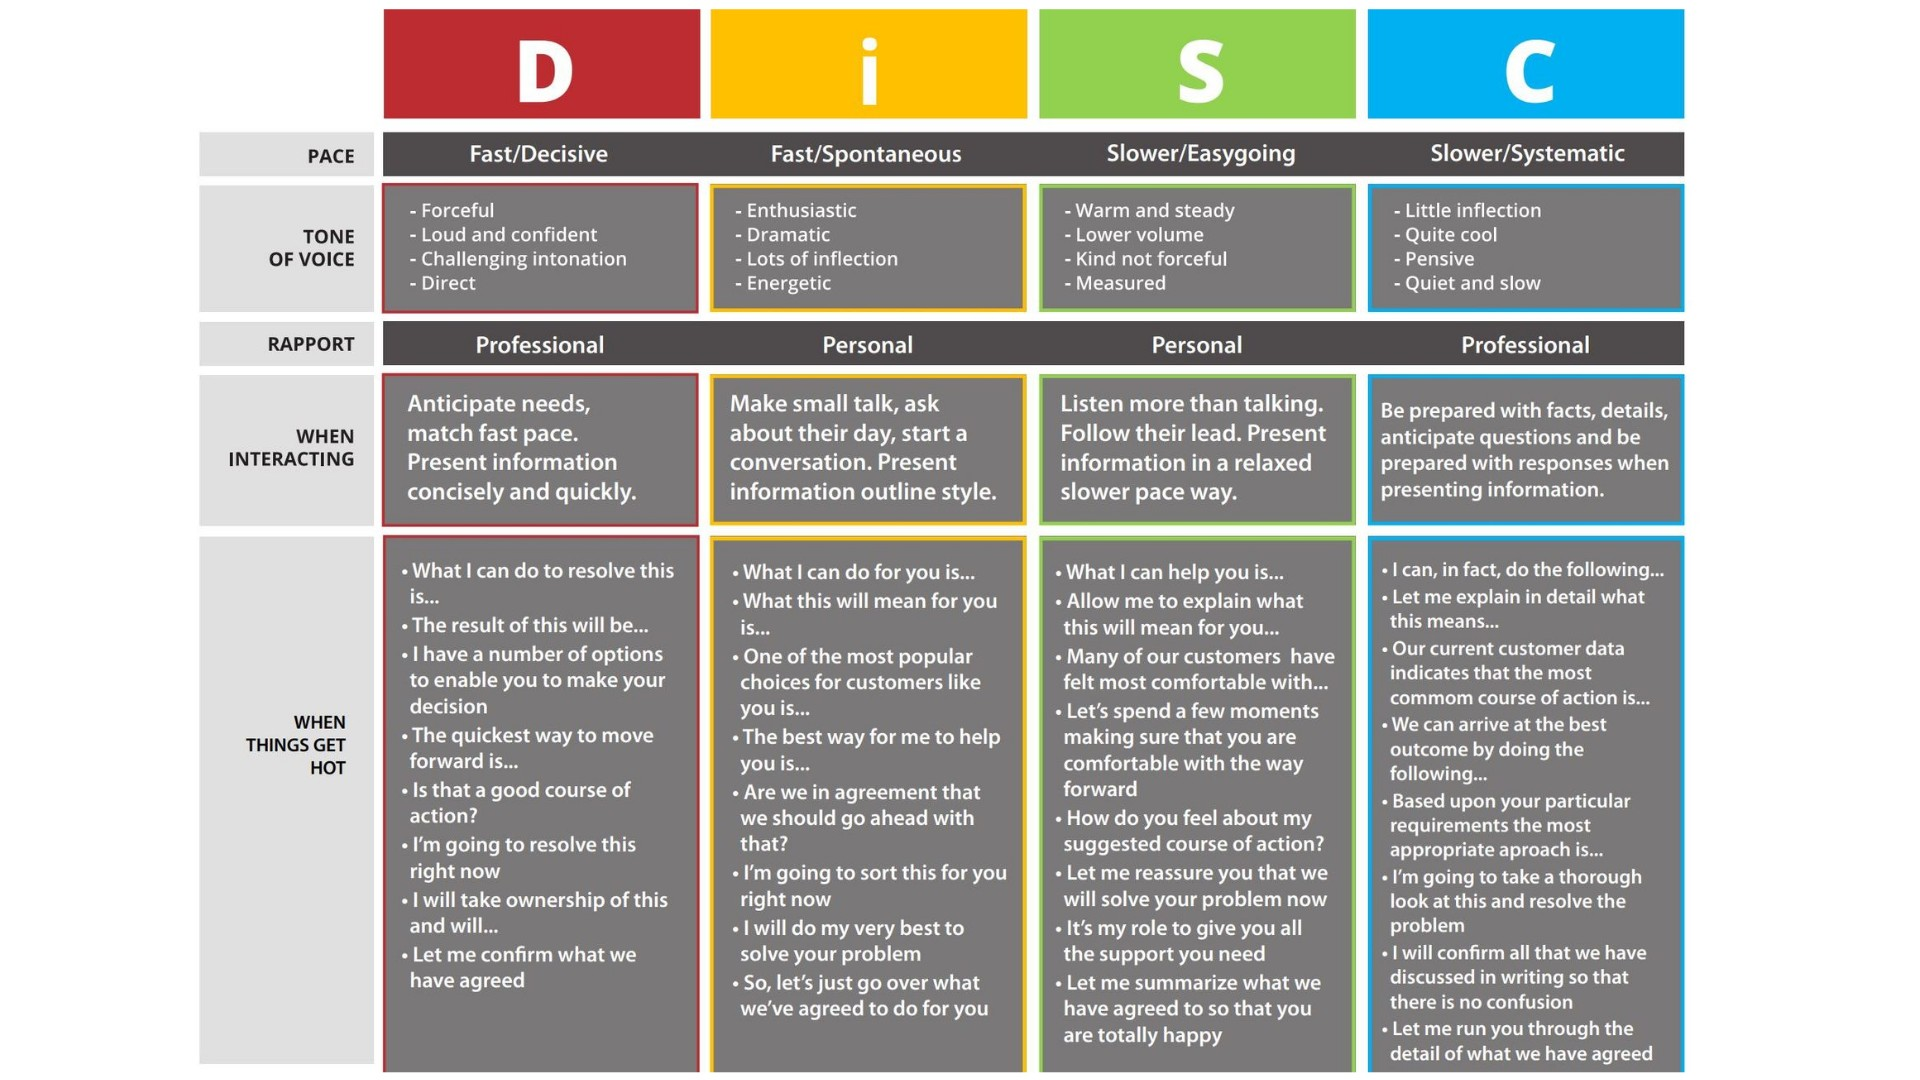 D
i
S
C
PACE
Fast/Decisive
Fast/Spontaneous
Slower/Easygoing
Slower/Systematic
TONE
OF VOICE
- Forceful
- Loud and confident
- Challenging intonation
- Direct
- Enthusiastic
- Dramatic
- Lots of inflection
- Energetic
- Warm and steady
- Lower volume
- Kind not forceful
- Measured
- Little inflection
- Quite cool
- Pensive
- Quiet and slow
RAPPORT
Professional
Personal
Personal
Professional
WHEN
INTERACTING
Anticipate needs,
match fast pace.
Present information
concisely and quickly.
Make small talk, ask
about their day, start a
conversation. Present
information outline style.
Listen more than talking.
Follow their lead. Present
information in a relaxed
slower pace way.
Be prepared with facts, details,
anticipate questions and be
prepared with responses when
presenting information.
WHEN
THINGS GET
HOT
• What I can do to resolve this
is...
• The result of this will be...
• I have a number of options
to enable you to make your
decision
• The quickest way to move
forward is...
• Is that a good course of
action?
• I'm going to resolve this
right now
• I will take ownership of this
and will...
• Let me confirm what we
have agreed
• What I can do for you is...
• What this will mean for you
is...
• One of the most popular
choices for customers like
you is...
• The best way for me to help
you is...
• Are we in agreement that
we should go ahead with
that?
• I'm going to sort this for you
right now
• I will do my very best to
solve your problem
• So, let's just go over what
we've agreed to do for you
• What I can help you is...
• Allow me to explain what
this will mean for you...
• Many of our customers have
felt most comfortable with...
• Let's spend a few moments
making sure that you are
comfortable with the way
forward
• How do you feel about my
suggested course of action?
• Let me reassure you that we
will solve your problem now
• It's my role to give you all
the support you need
• Let me summarize what we
have agreed to so that you
are totally happy
• I can, in fact, do the following...
• Let me explain in detail what
this means...
• Our current customer data
indicates that the most
commom course of action is...
• We can arrive at the best
outcome by doing the
following...
• Based upon your particular
requirements the most
appropriate aproach is...
• I'm going to take a thorough
look at this and resolve the
problem
• I will confirm all that we have
discussed in writing so that
there is no confusion
• Let me run you through the
detail of what we have agreed